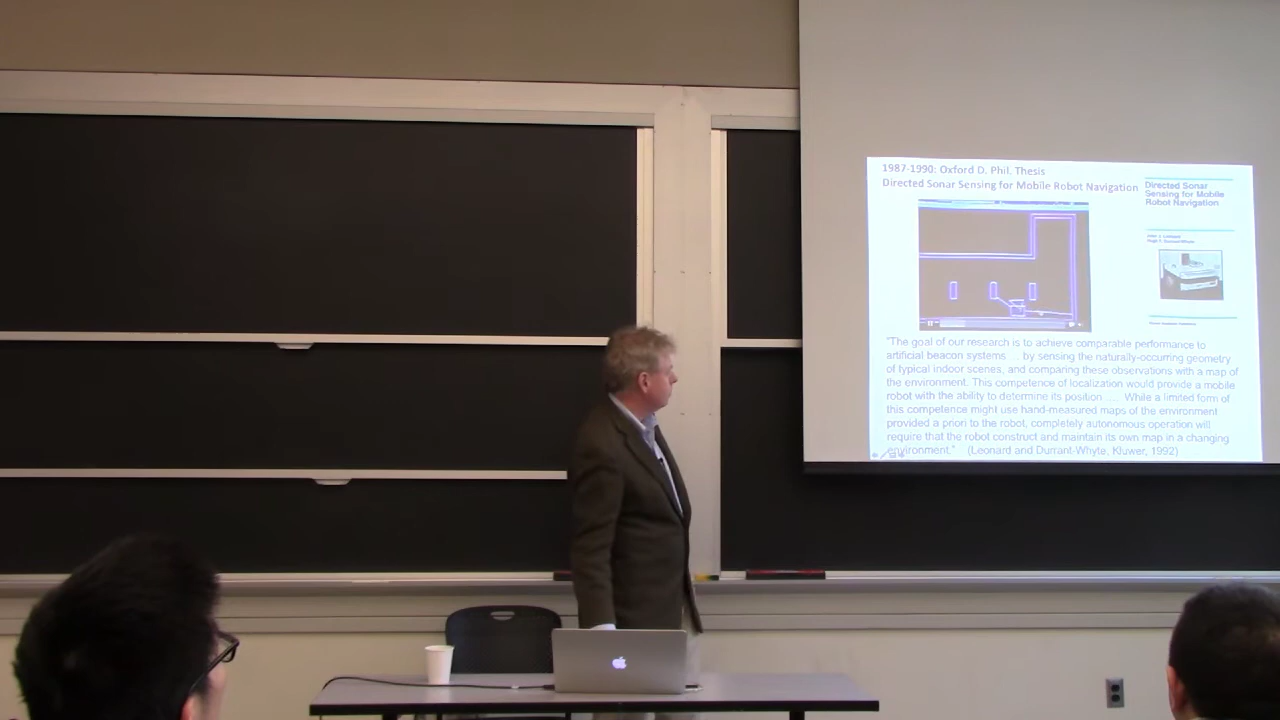 1987-1990: Oxford D. Phil. Thesis
Directed Sonar Sensing for Mobile Robot Navigation
Directed Sonar
Sensing for Mobile
Robot Navigation
"The goal of our research is to achieve comparable performance to
artificial beacon systems.... by sensing the naturally-occurring geometry
of typical indoor scenes, and comparing these observations with a map of
the environment. This competence of localization would provide a mobile
robot with the ability to determine its position .... While a limited form of
this competence might use hand-measured maps of the environment
provided a priori to the robot, completely autonomous operation will
require that the robot construct and maintain its own map in a changing
environment." (Leonard and Durrant-Whyte, Kluwer, 1992)